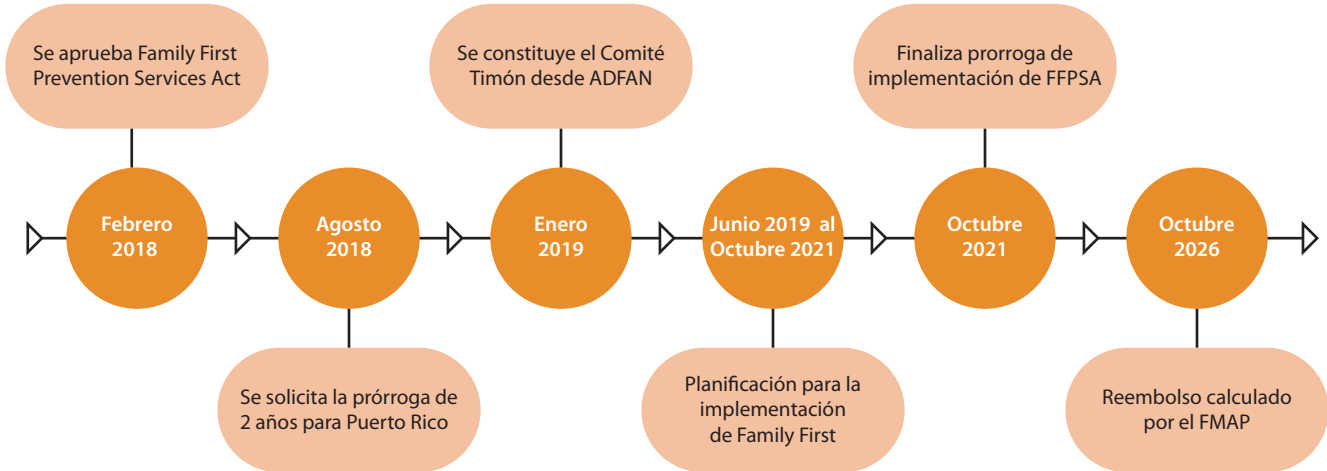 Se aprueba Family First
Prevention Services Act
Se constituye el Comité
Timón desde ADFAN
Finaliza prorroga de
implementación de FFPSA
Febrero
2018
Agosto
2018
Enero
2019
Junio 2019 al
Octubre 2021
Octubre
2021
Octubre
2026
Se solicita la prórroga de
2 años para Puerto Rico
Planificación para la
implementación
de Family First
Reembolso calculado
por el FMAP